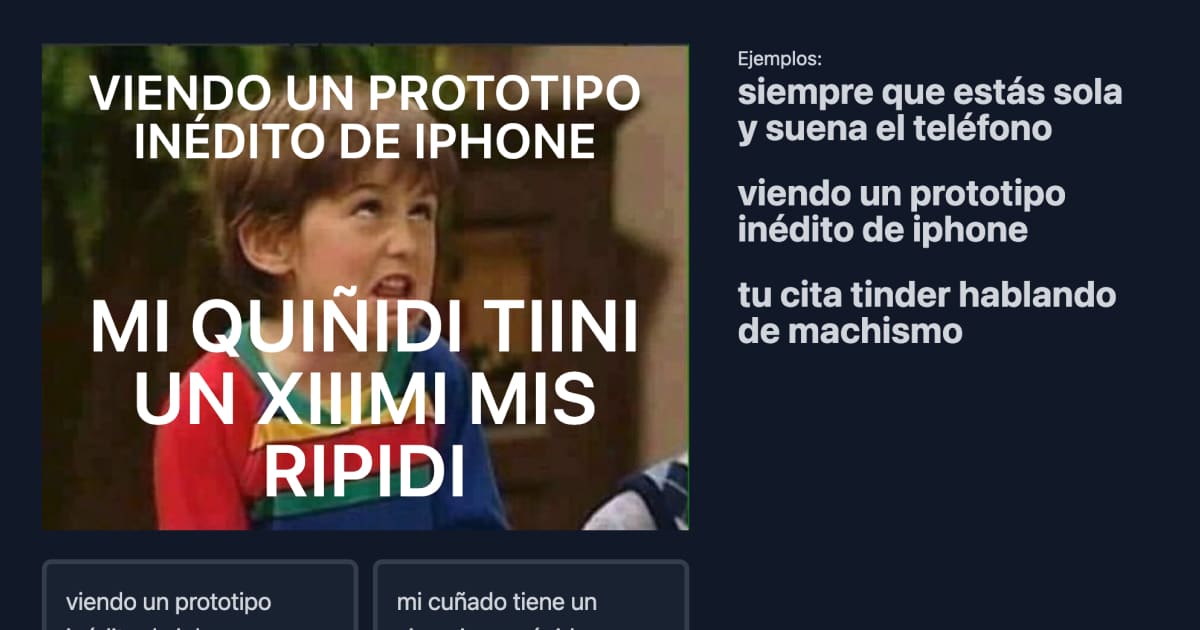 VIENDO UN PROTOTIPO
INÉDITO DE IPHONE
MI QUIÑIDI TIINI
UN XIIIMI MIS
RIPIDI
Ejemplos:
siempre que estás sola
y suena el teléfono
viendo un prototipo
inédito de iphone
tu cita tinder hablando
de machismo
viendo un prototipo
mi cuñado tiene un